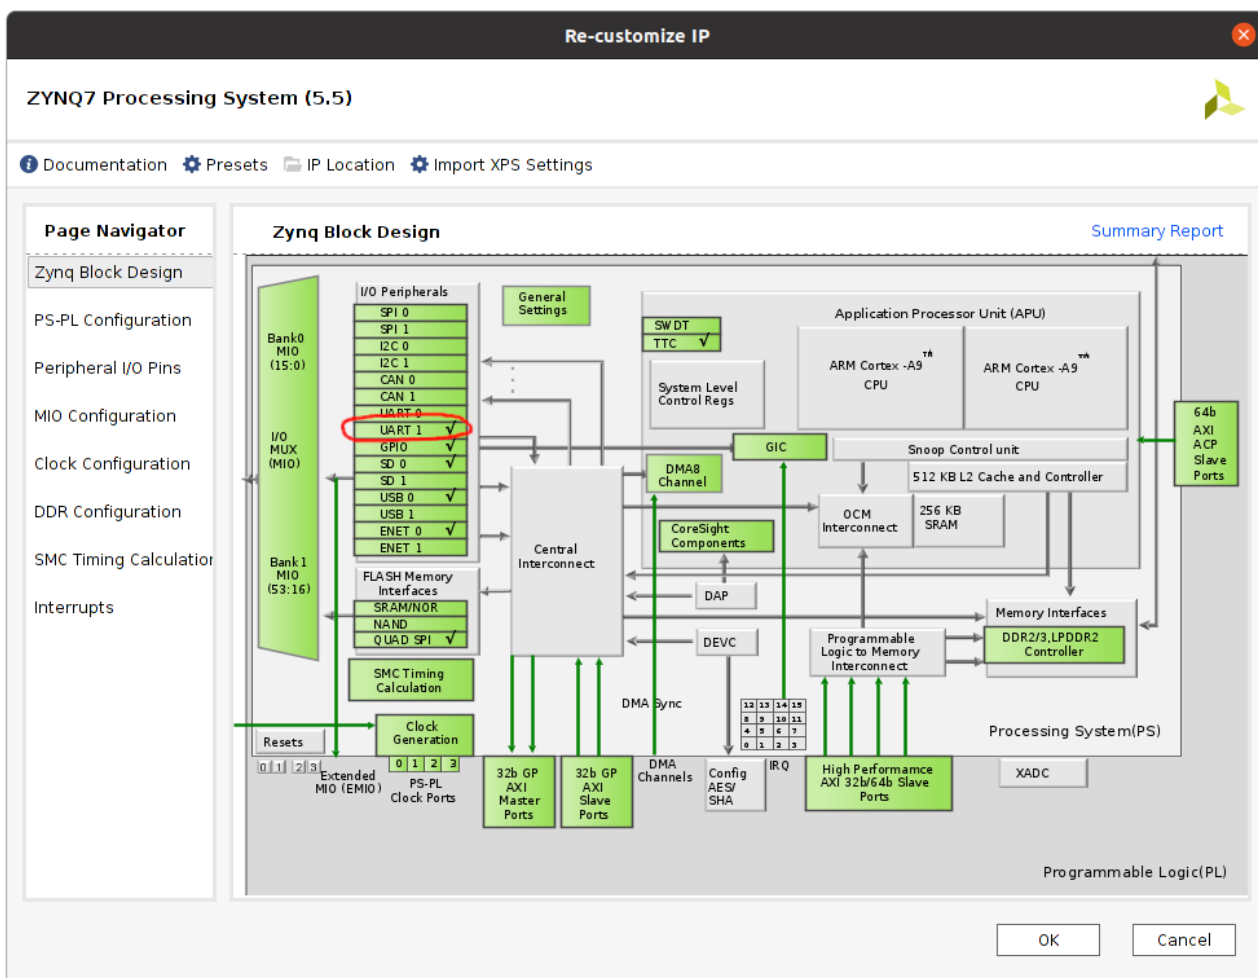 Re-customize IP
ZYNQ7 Processing System (5.5)
Documentation Presets IP Location Import XPS Settings
Page Navigator
Zynq Block Design
PS-PL Configuration
Peripheral I/O Pins
MIO Configuration
Clock Configuration
DDR Configuration
SMC Timing Calculation
Interrupts
Zynq Block Design
Summary Report
Bank0
MIO
(15:0)
I/O
MUX
(MIO)
Bank1
MIO
(53:16)
I/O Peripherals
SPI 0
SPI 1
I2C 0
I2C 1
CAN 0
CAN 1
UART 0
UART 1 ✓
GPIO ✓
SD 0 ✓
SD 1
USB 0 ✓
USB 1
ENET 0 ✓
ENET 1
FLASH Memory
Interfaces
SRAM/NOR
NAND
QUAD SPI ✓
SMC Timing
Calculation
Clock
Generation
Resets
0 1 2 3
Extended
MIO (EMIO)
0 1 2 3
PS-PL
Clock Ports
General
Settings
Central
Interconnect
32b GP
AXI
Master
Ports
32b GP
AXI
Slave
Ports
DMA8
Channel
DMA Sync
DMA
Channels
SWDT
TTC ✓
System Level
Control Regs
GIC
CoreSight
Components
DAP
DEVC
Config
AES/
SHA
12 13 14 15
8 9 10 11
4 5 6 7
0 1 2 3
IRQ
Application Processor Unit (APU)
ARM Cortex -A9 ™
CPU
ARM Cortex -A9 ™
CPU
Snoop Control unit
512 KB L2 Cache and Controller
OCM
Interconnect
256 KB
SRAM
64b
AXI
ACP
Slave
Ports
Memory Interfaces
DDR2/3,LPDDR2
Controller
Programmable
Logic to Memory
Interconnect
Processing System(PS)
High Performamce
AXI 32b/64b Slave
Ports
XADC
Programmable Logic(PL)
OK
Cancel